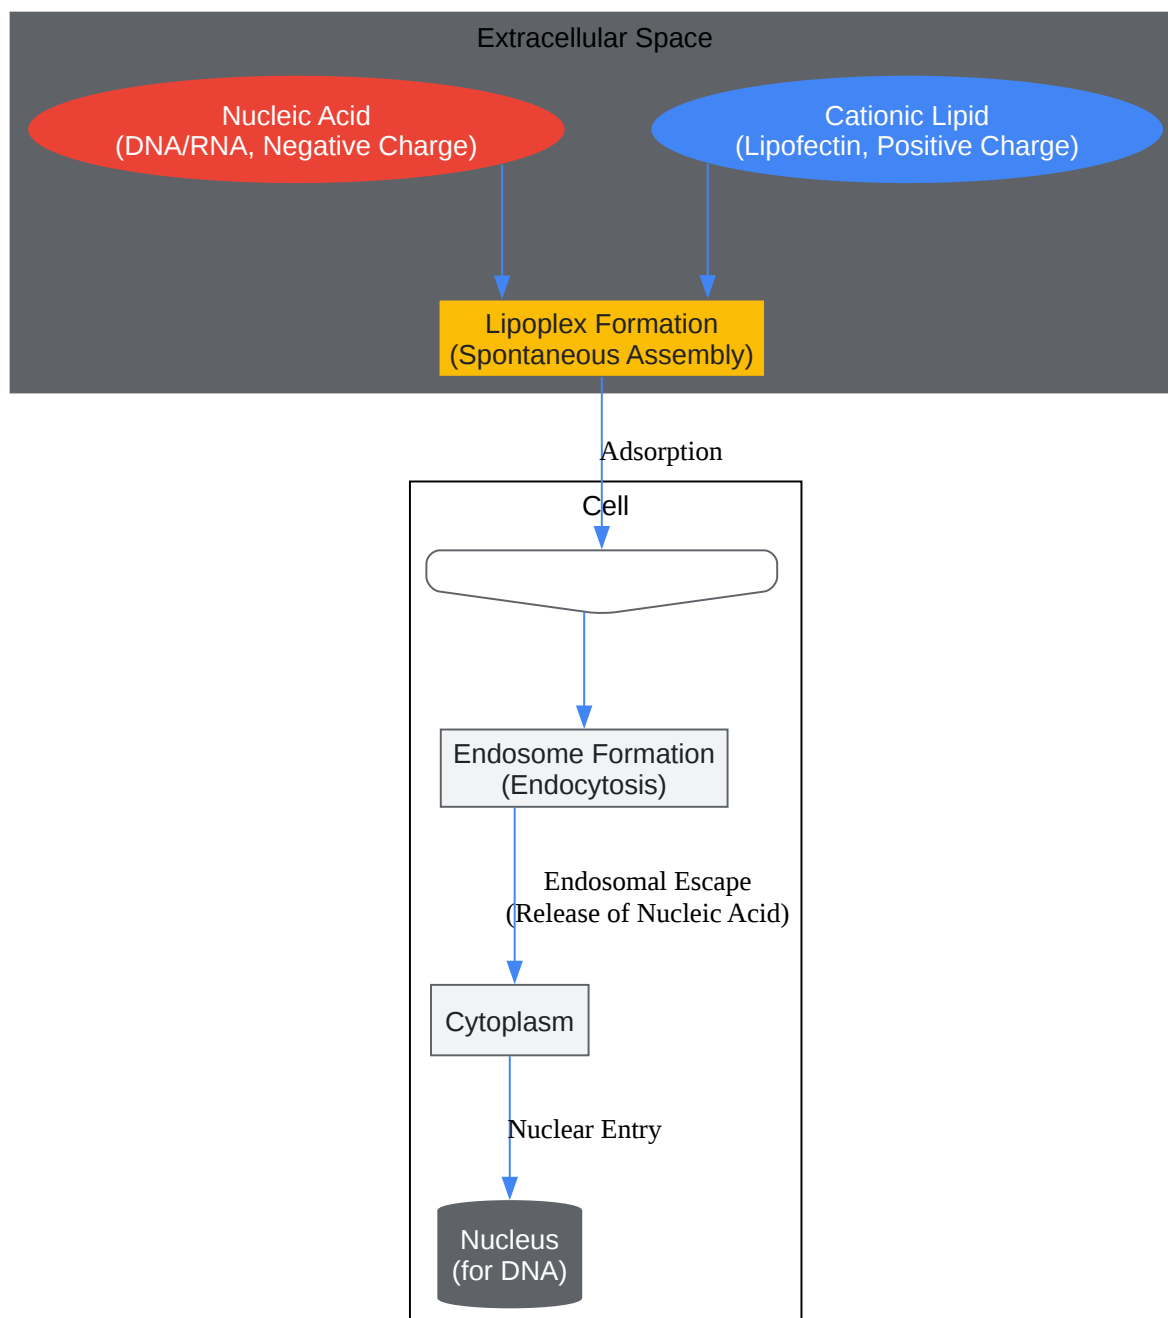 Extracellular Space
Nucleic Acid
(DNA/RNA, Negative Charge)
Cationic Lipid
(Lipofectin, Positive Charge)
Lipoplex Formation
(Spontaneous Assembly)
Adsorption
Cell
Endosome Formation
(Endocytosis)
Endosomal Escape
(Release of Nucleic Acid)
Cytoplasm
Nuclear Entry
Nucleus
(for DNA)